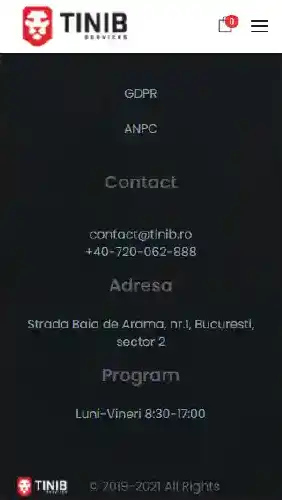 TINIB
SERVICES
0
GDPR
ANPC
Contact
contact@tinib.ro
+40-720-062-888
Adresa
Strada Baia de Arama, nr.1, Bucuresti,
sector 2
Program
Luni-Vineri 8:30-17:00
TINIB
SERVICES
© 2019-2021 All Rights